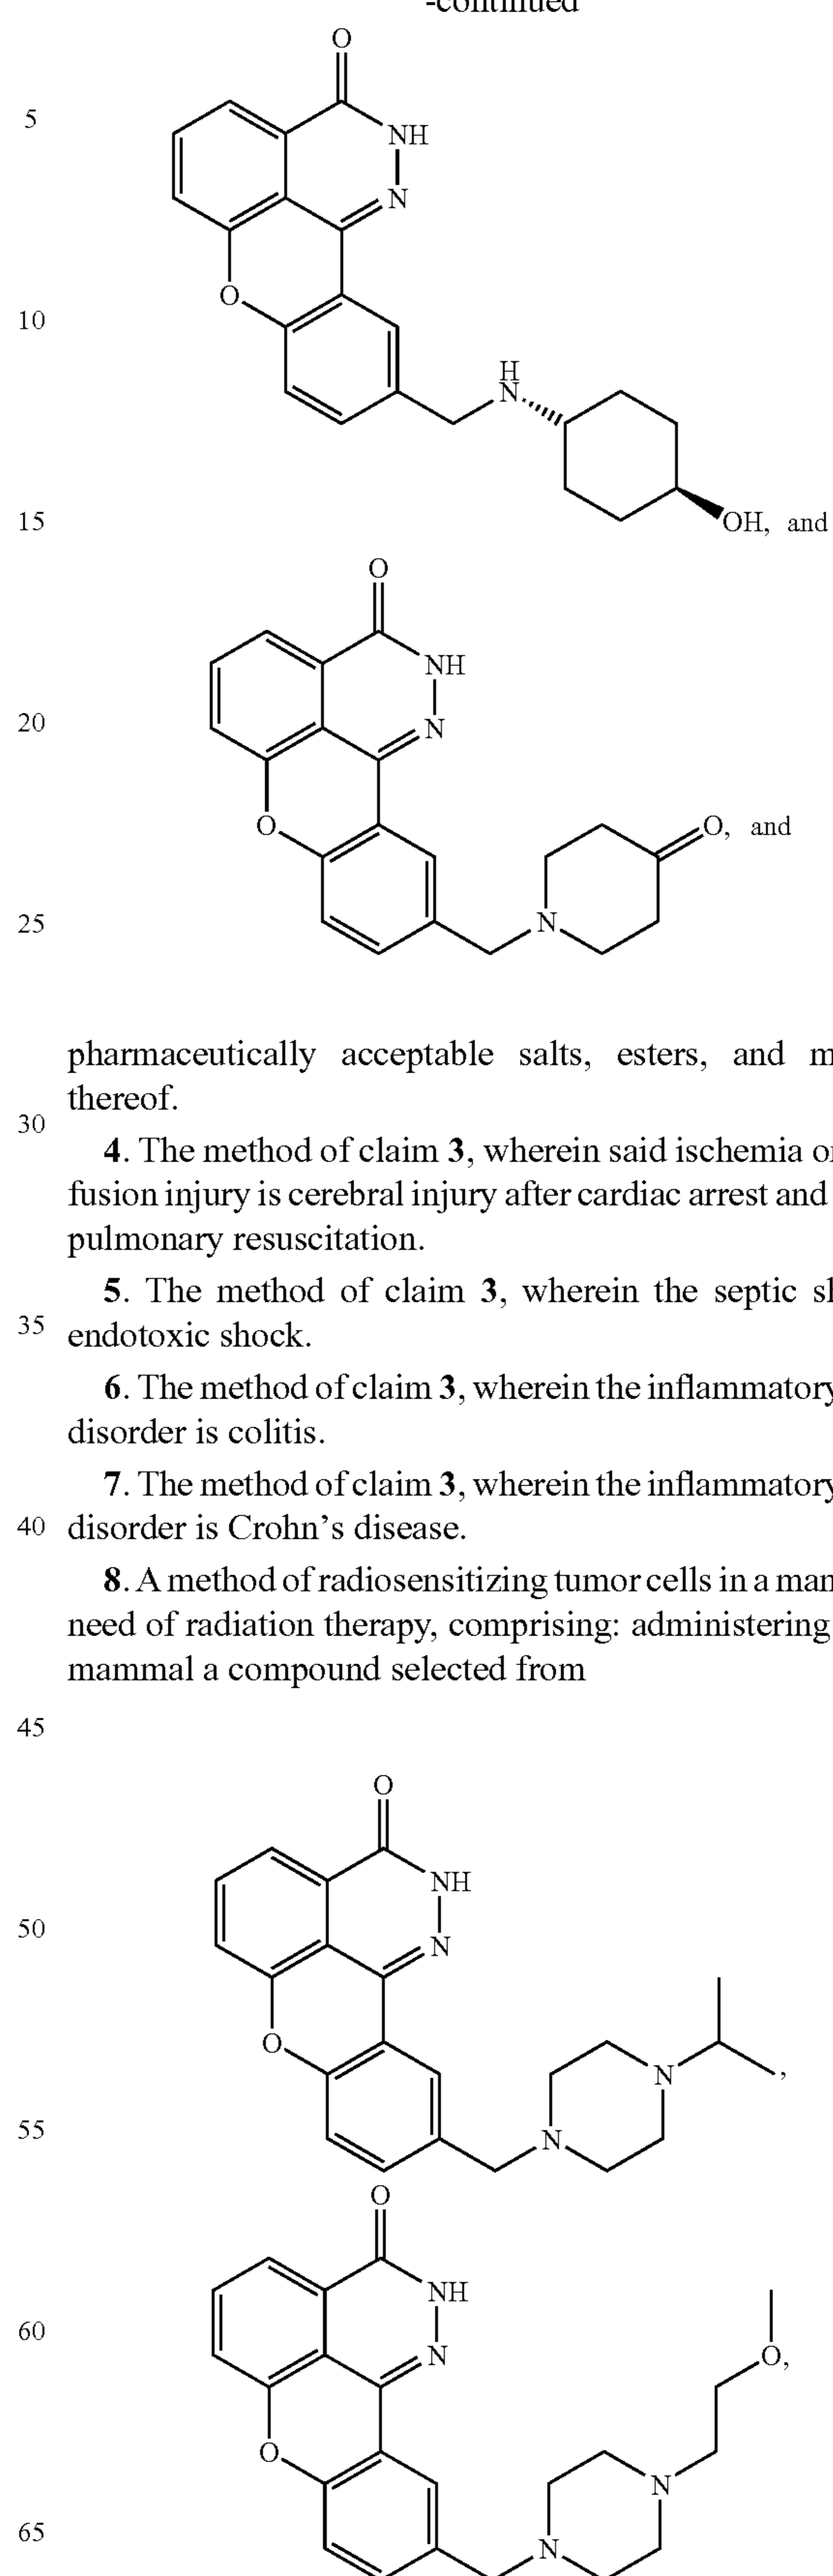 -continued
O
5
NH
N
O
10
H
N
15
OH, and
O
NH
20
N
O
O, and
25
N
pharmaceutically acceptable salts, esters, and
thereof.
30
4. The method of claim 3, wherein said ischemia
fusion injury is cerebral injury after cardiac arrest and
pulmonary resuscitation.
5. The method of claim 3, wherein the septic
35
endotoxic shock.
6. The method of claim 3, wherein the inflammatory
disorder is colitis.
7. The method of claim 3, wherein the inflammatory
40
disorder is Crohn's disease.
8. A method of radiosensitizing tumor cells in a
need of radiation therapy, comprising: administering
mammal a compound selected from
45
O
NH
50
N
O
N
,
55
N
O
NH
60
N
O,
O
N
65
N